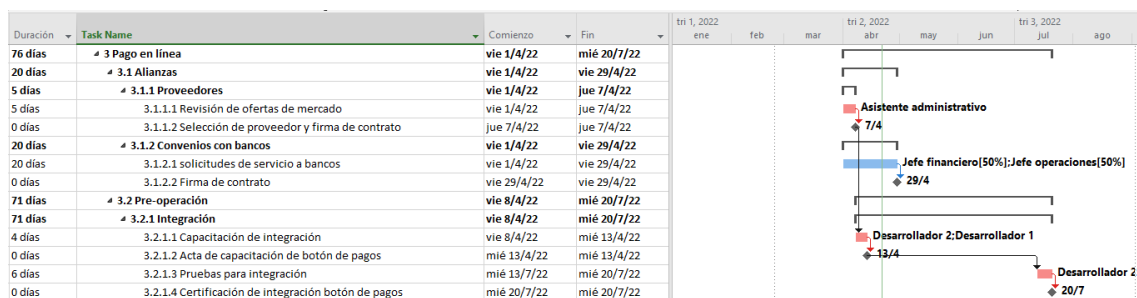 tri 1, 2022 tri 2, 2022 tri 3, 2022
Duración Task Name Comienzo Fin ene feb mar abr may jun jul ago
76 días 3 Pago en línea vie 1/4/22 mié 20/7/22
20 días 3.1 Alianzas vie 1/4/22 vie 29/4/22
5 días 3.1.1 Proveedores vie 1/4/22 jue 7/4/22
5 días 3.1.1.1 Revisión de ofertas de mercado vie 1/4/22 jue 7/4/22 Asistente administrativo
0 días 3.1.1.2 Selección de proveedor y firma de contrato jue 7/4/22 jue 7/4/22 7/4
20 días 3.1.2 Convenios con bancos vie 1/4/22 vie 29/4/22
20 días 3.1.2.1 solicitudes de servicio a bancos vie 1/4/22 vie 29/4/22 Jefe financiero[50%];Jefe operaciones[50%]
0 días 3.1.2.2 Firma de contrato vie 29/4/22 vie 29/4/22 29/4
71 días 3.2 Pre-operación vie 8/4/22 mié 20/7/22
71 días 3.2.1 Integración vie 8/4/22 mié 20/7/22
4 días 3.2.1.1 Capacitación de integración vie 8/4/22 mié 13/4/22 Desarrollador 2;Desarrollador 1
0 días 3.2.1.2 Acta de capacitación de botón de pagos mié 13/4/22 mié 13/4/22 13/4
6 días 3.2.1.3 Pruebas para integración mié 13/7/22 mié 20/7/22 Desarrollador 2
0 días 3.2.1.4 Certificación de integración botón de pagos mié 20/7/22 mié 20/7/22 20/7